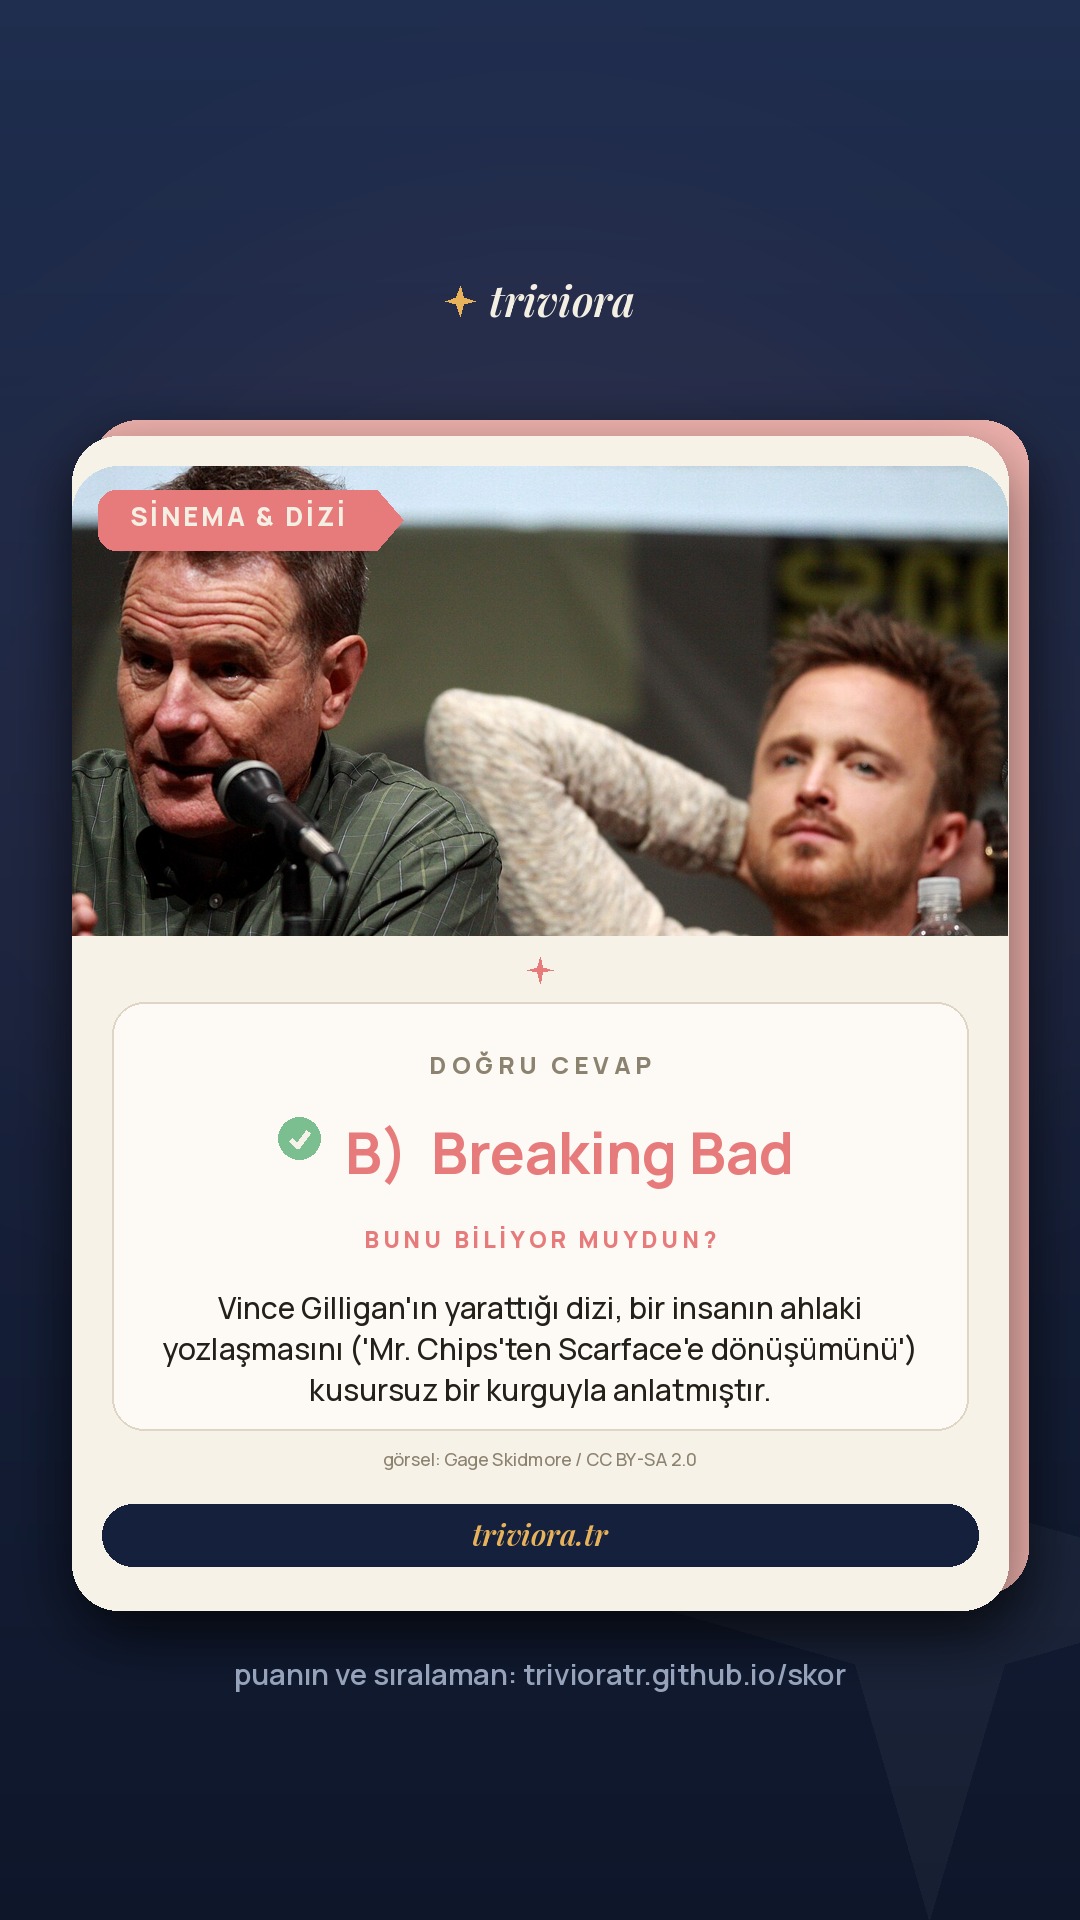 triviora
SİNEMA & DİZİ
CO
DOĞRU CEVAP
B) Breaking Bad
BUNU BİLİYOR MUYDUN?
Vince Gilligan'ın yarattığı dizi, bir insanın ahlaki
yozlaşmasını ('Mr. Chips'ten Scarface'e dönüşümünü')
kusursuz bir kurguyla anlatmıştır.
görsel: Gage Skidmore / CC BY-SA 2.0
triviora.tr
puanın ve sıralaman: trivioratr.github.io/skor